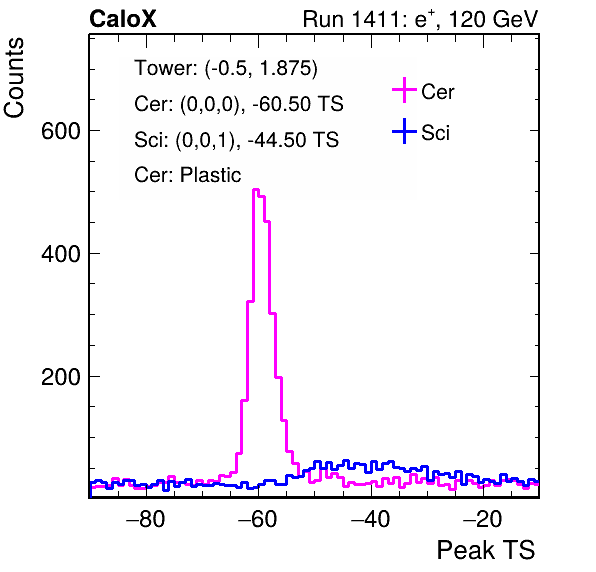 CaloX Run 1411: e⁺, 120 GeV
Counts
Tower: (-0.5, 1.875)
Cer: (0,0,0), -60.50 TS
Sci: (0,0,1), -44.50 TS
Cer: Plastic
Cer
Sci
600
400
200
−80 −60 −40 −20
Peak TS